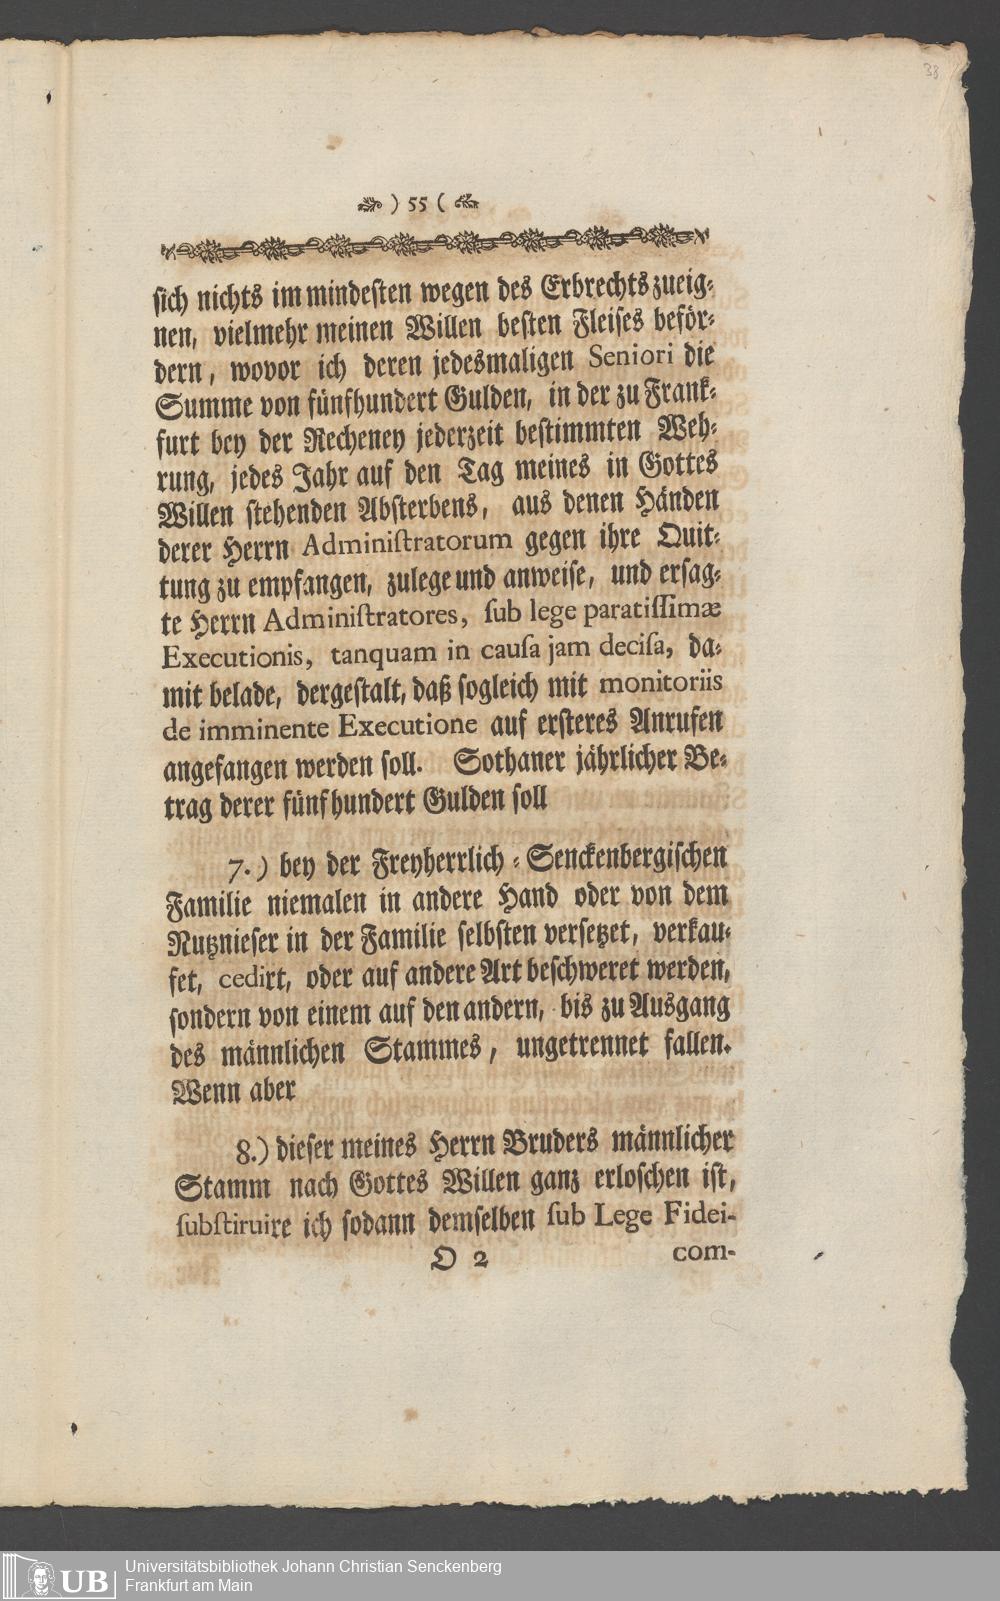 38
) 55 (
sich nichts im mindesten wegen des Erbrechts zueig-
nen, vielmehr meinen Willen besten Fleises beför-
dern, wovor ich deren jedesmaligen Seniori die
Summe von fünfhundert Gulden, in der zu Frank-
furt bey der Recheney jederzeit bestimmten Weh-
rung, jedes Jahr auf den Tag meines in Gottes
Willen stehenden Absterbens, aus denen Händen
derer Herrn Administratorum gegen ihre Quit-
tung zu empfangen, zulege und anweise, und ersag-
te Herrn Administratores, sub lege paratissimæ
Executionis, tanquam in causa jam decisa, da-
mit belade, dergestalt, daß sogleich mit monitoriis
de imminente Executione auf ersteres Anrufen
angefangen werden soll. Sothaner jährlicher Be-
trag derer fünfhundert Gulden soll
7.) bey der Freyherrlich-Senckenbergischen
Familie niemalen in andere Hand oder von dem
Nutznieser in der Familie selbsten versetzet, verkau-
fet, cedirt, oder auf andere Art beschweret werden,
sondern von einem auf den andern, bis zu Ausgang
des männlichen Stammes, ungetrennet fallen.
Wenn aber
8.) dieser meines Herrn Bruders männlicher
Stamm nach Gottes Willen ganz erloschen ist,
substiruire ich sodann demselben sub Lege Fidei-
O 2 com-
UB
Universitätsbibliothek Johann Christian Senckenberg
Frankfurt am Main